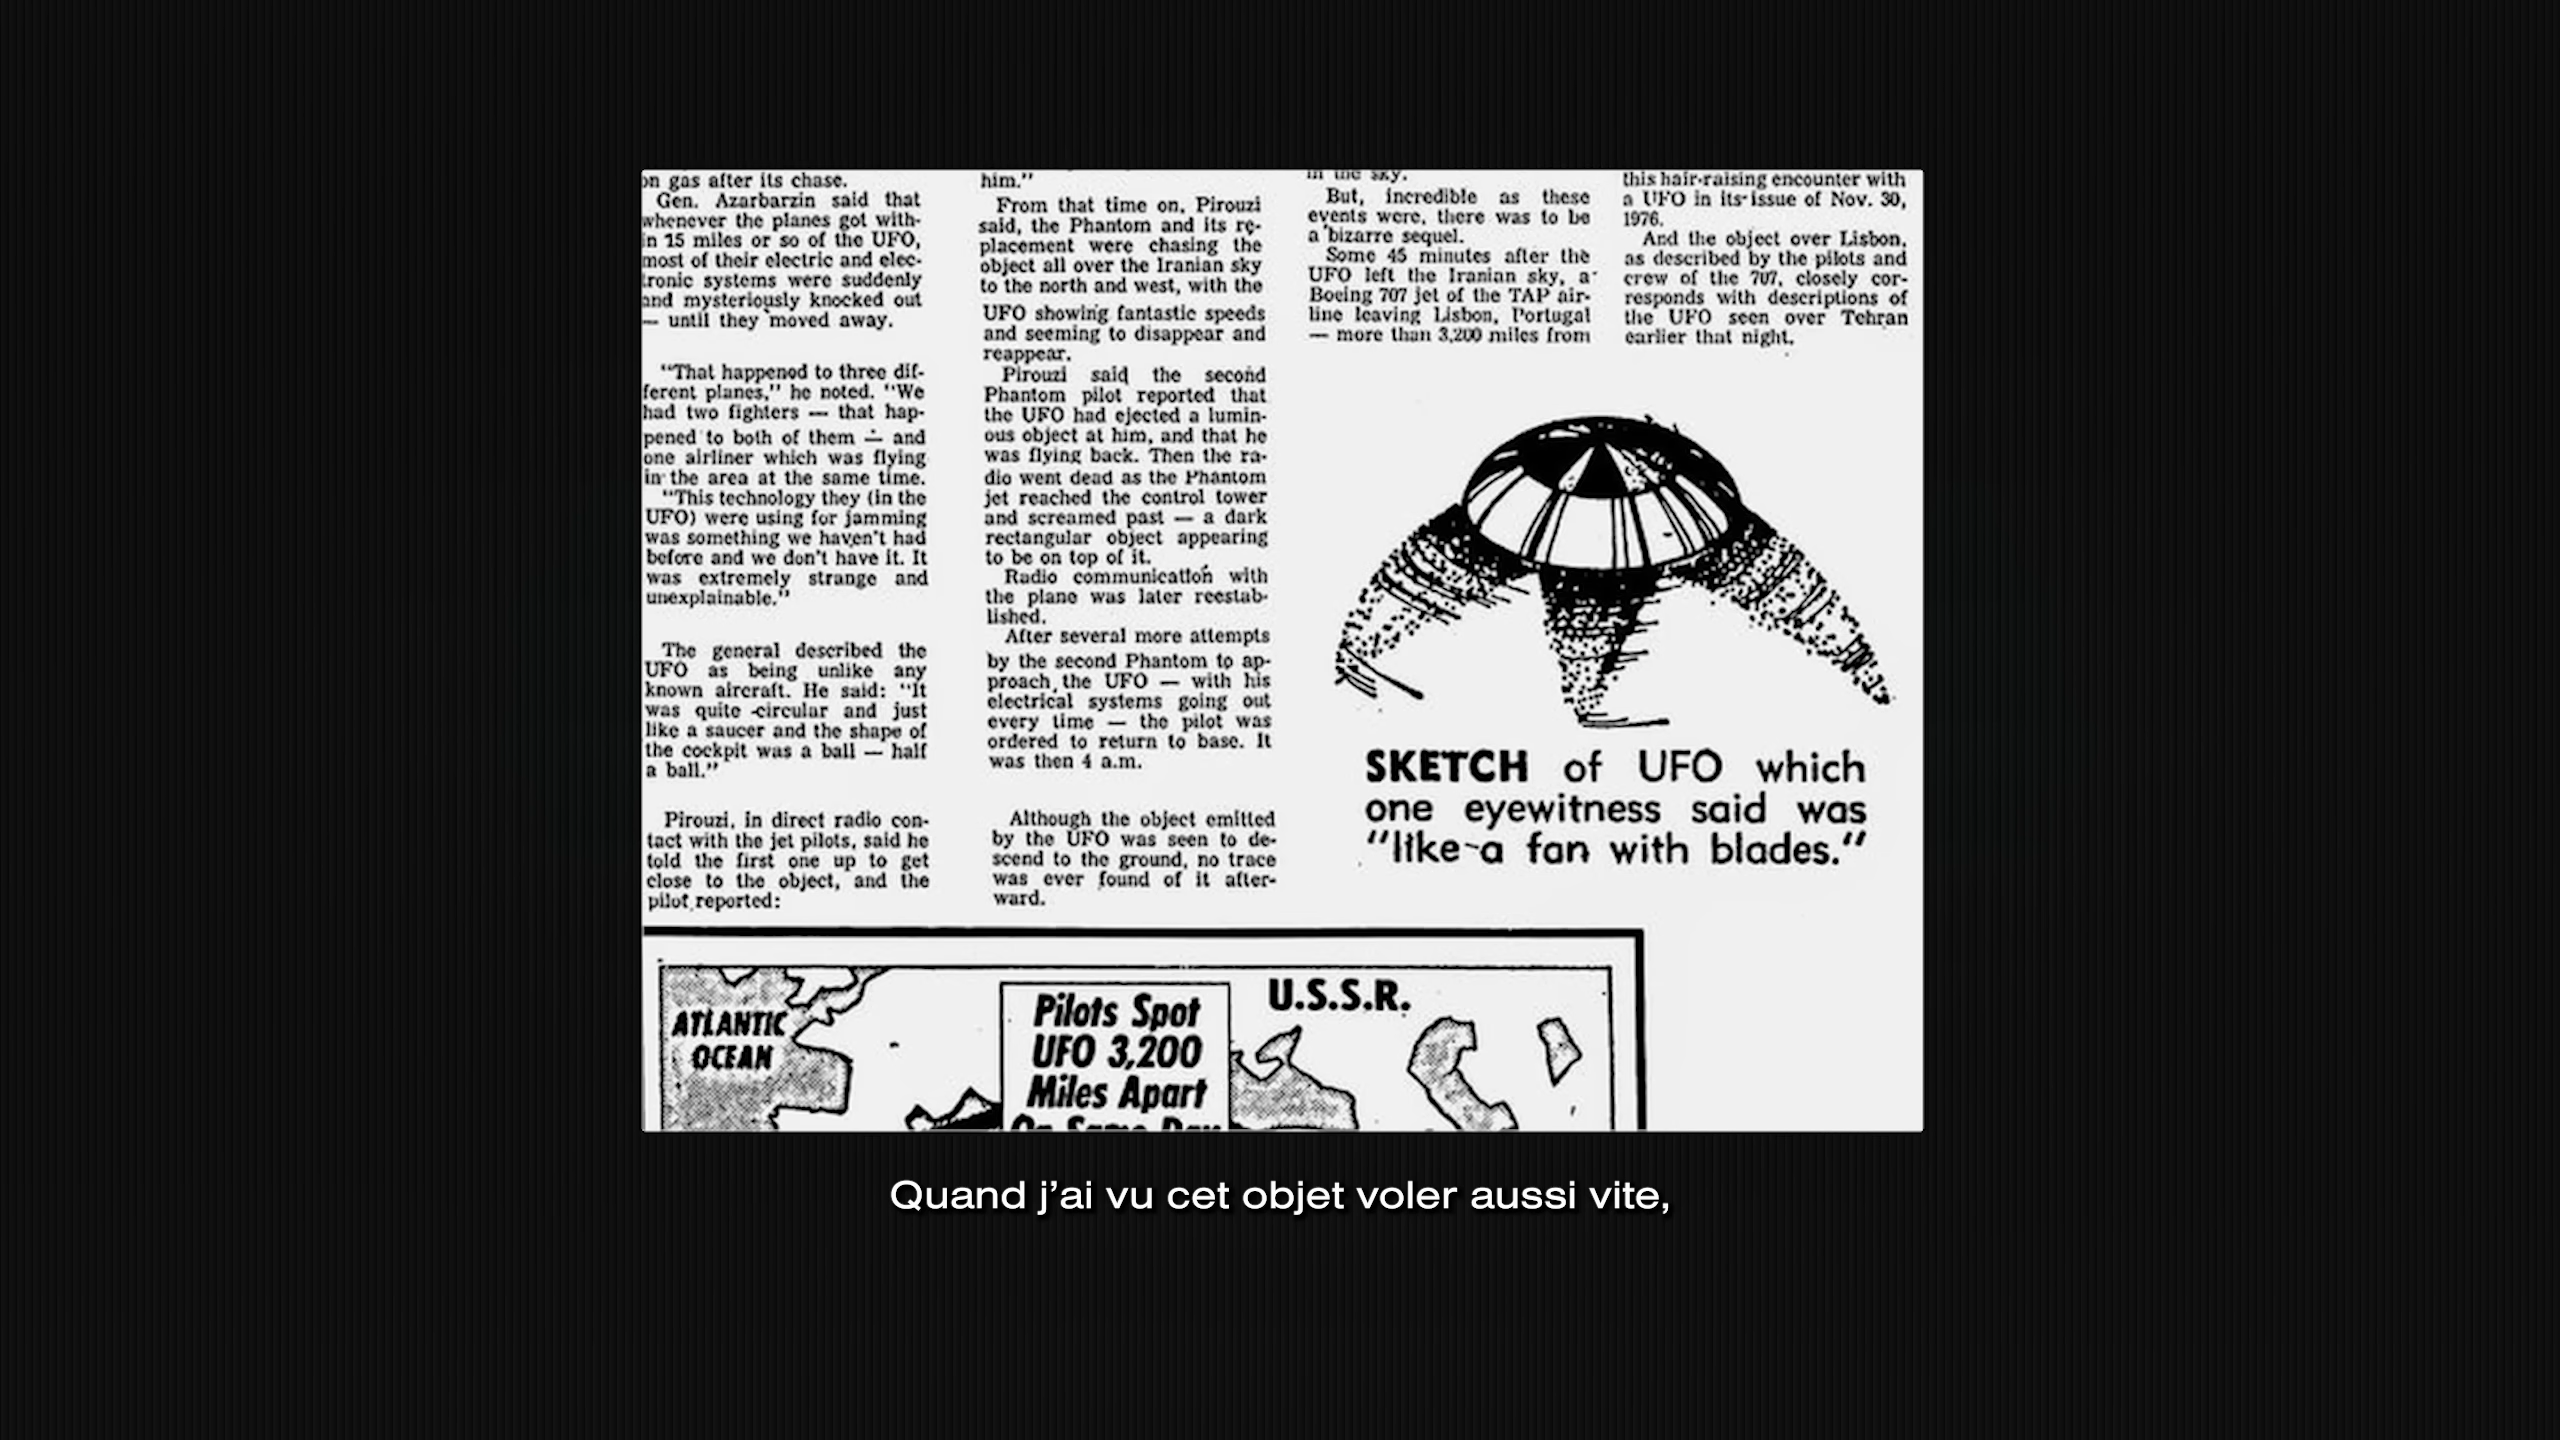 on gas after its chase.
Gen. Azarbarzin said that
whenever the planes got with-
in 15 miles or so of the UFO,
most of their electric and elec-
tronic systems were suddenly
and mysteriously knocked out
— until they moved away.
"That happened to three dif-
ferent planes," he noted. "We
had two fighters — that hap-
pened to both of them — and
one airliner which was flying
in the area at the same time.
"This technology they (in the
UFO) were using for jamming
was something we haven't had
before and we don't have it. It
was extremely strange and
unexplainable."
The general described the
UFO as being unlike any
known aircraft. He said: "It
was quite circular and just
like a saucer and the shape of
the cockpit was a ball — half
a ball."
Pirouzi, in direct radio con-
tact with the jet pilots, said he
told the first one up to get
close to the object, and the
pilot reported:
him."
From that time on, Pirouzi
said, the Phantom and its re-
placement were chasing the
object all over the Iranian sky
to the north and west, with the
UFO showing fantastic speeds
and seeming to disappear and
reappear.
Pirouzi said the second
Phantom pilot reported that
the UFO had ejected a lumin-
ous object at him, and that he
was flying back. Then the ra-
dio went dead as the Phantom
jet reached the control tower
and screamed past — a dark
rectangular object appearing
to be on top of it.
Radio communication with
the plane was later reestab-
lished.
After several more attempts
by the second Phantom to ap-
proach the UFO — with his
electrical systems going out
every time — the pilot was
ordered to return to base. It
was then 4 a.m.
Although the object emitted
by the UFO was seen to de-
scend to the ground, no trace
was ever found of it after-
ward.
in the sky.
But, incredible as these
events were, there was to be
a bizarre sequel.
Some 45 minutes after the
UFO left the Iranian sky, a
Boeing 707 jet of the TAP air-
line leaving Lisbon, Portugal
— more than 3,200 miles from
this hair-raising encounter with
a UFO in its issue of Nov. 30,
1976.
And the object over Lisbon,
as described by the pilots and
crew of the 707, closely cor-
responds with descriptions of
the UFO seen over Tehran
earlier that night.
SKETCH of UFO which
one eyewitness said was
"like a fan with blades."
ATLANTIC
OCEAN
Pilots Spot
UFO 3,200
Miles Apart
On Same Day
U.S.S.R.
Quand j'ai vu cet objet voler aussi vite,